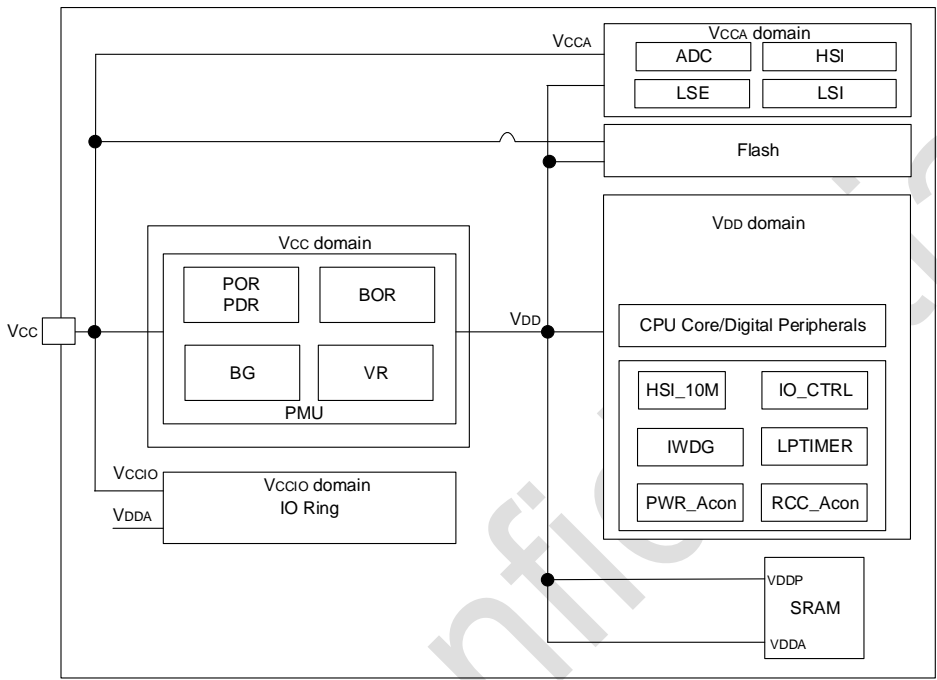 VCCA
VCCA domain
ADC
HSI
LSE
LSI
Flash
VCC domain
POR
PDR
BOR
BG
VR
PMU
VCC
VDD
VDD domain
CPU Core/Digital Peripherals
HSI_10M
IO_CTRL
IWDG
LPTIMER
PWR_Acon
RCC_Acon
VCCIO
VDDA
VCCIO domain
IO Ring
VDDP
SRAM
VDDA